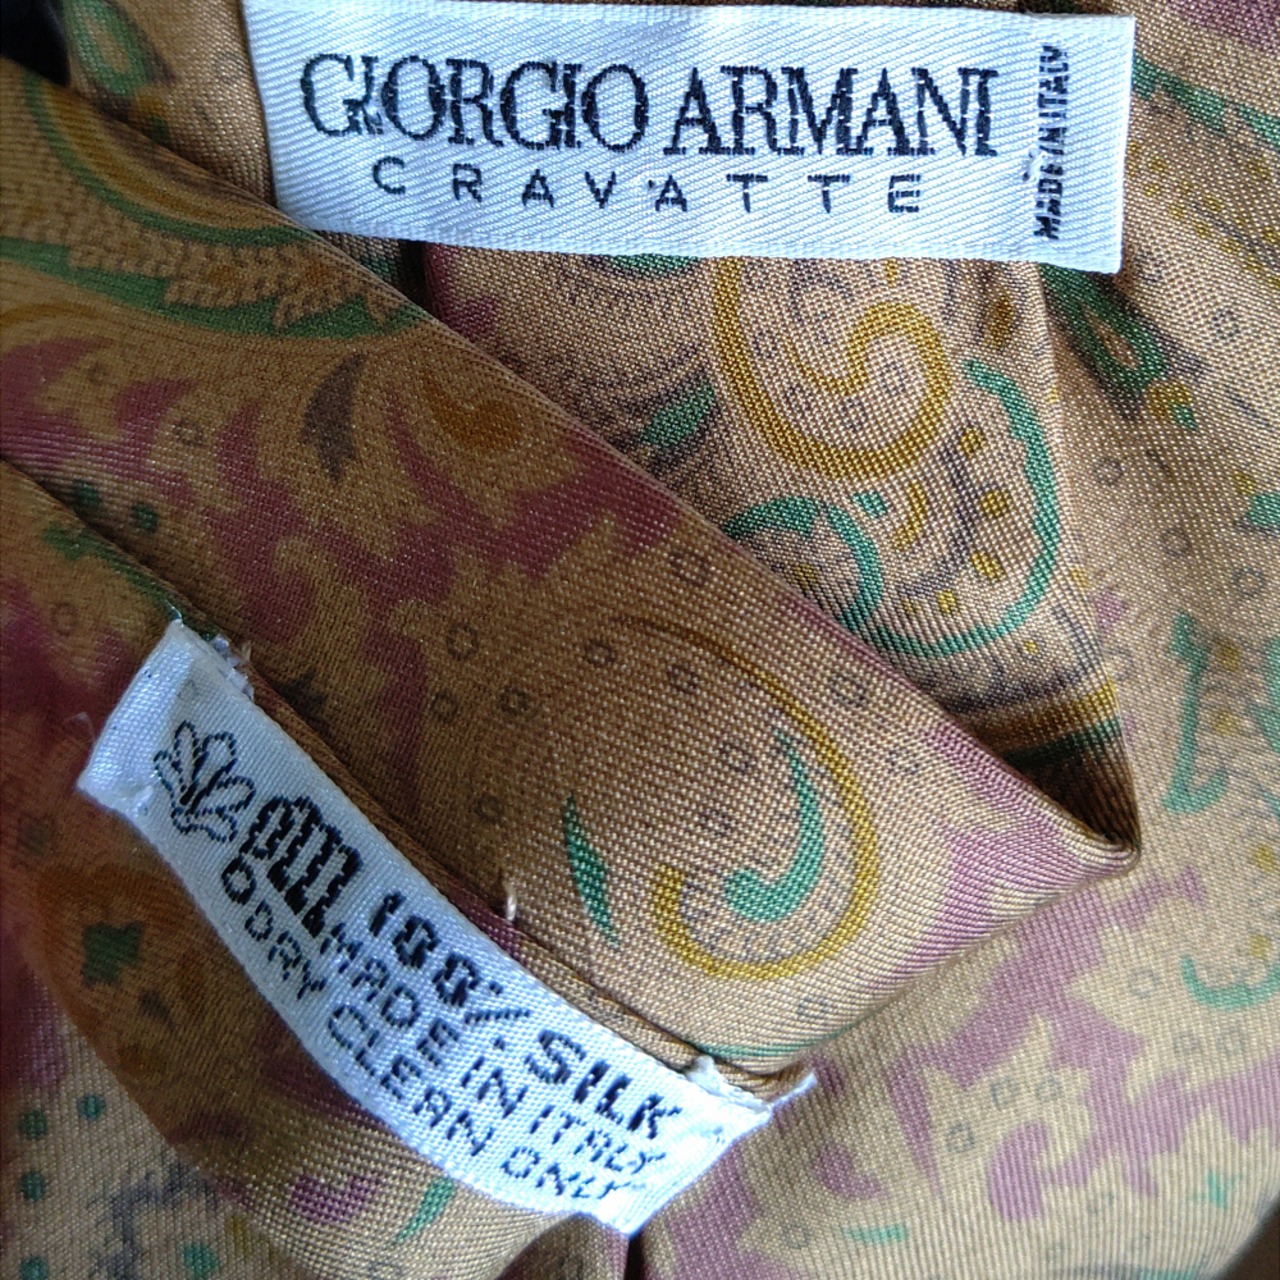 GIORGIO ARMANI
CRAVATTE
MADE IN ITALY
100% SILK
MADE IN ITALY
DRY CLEAN ONLY